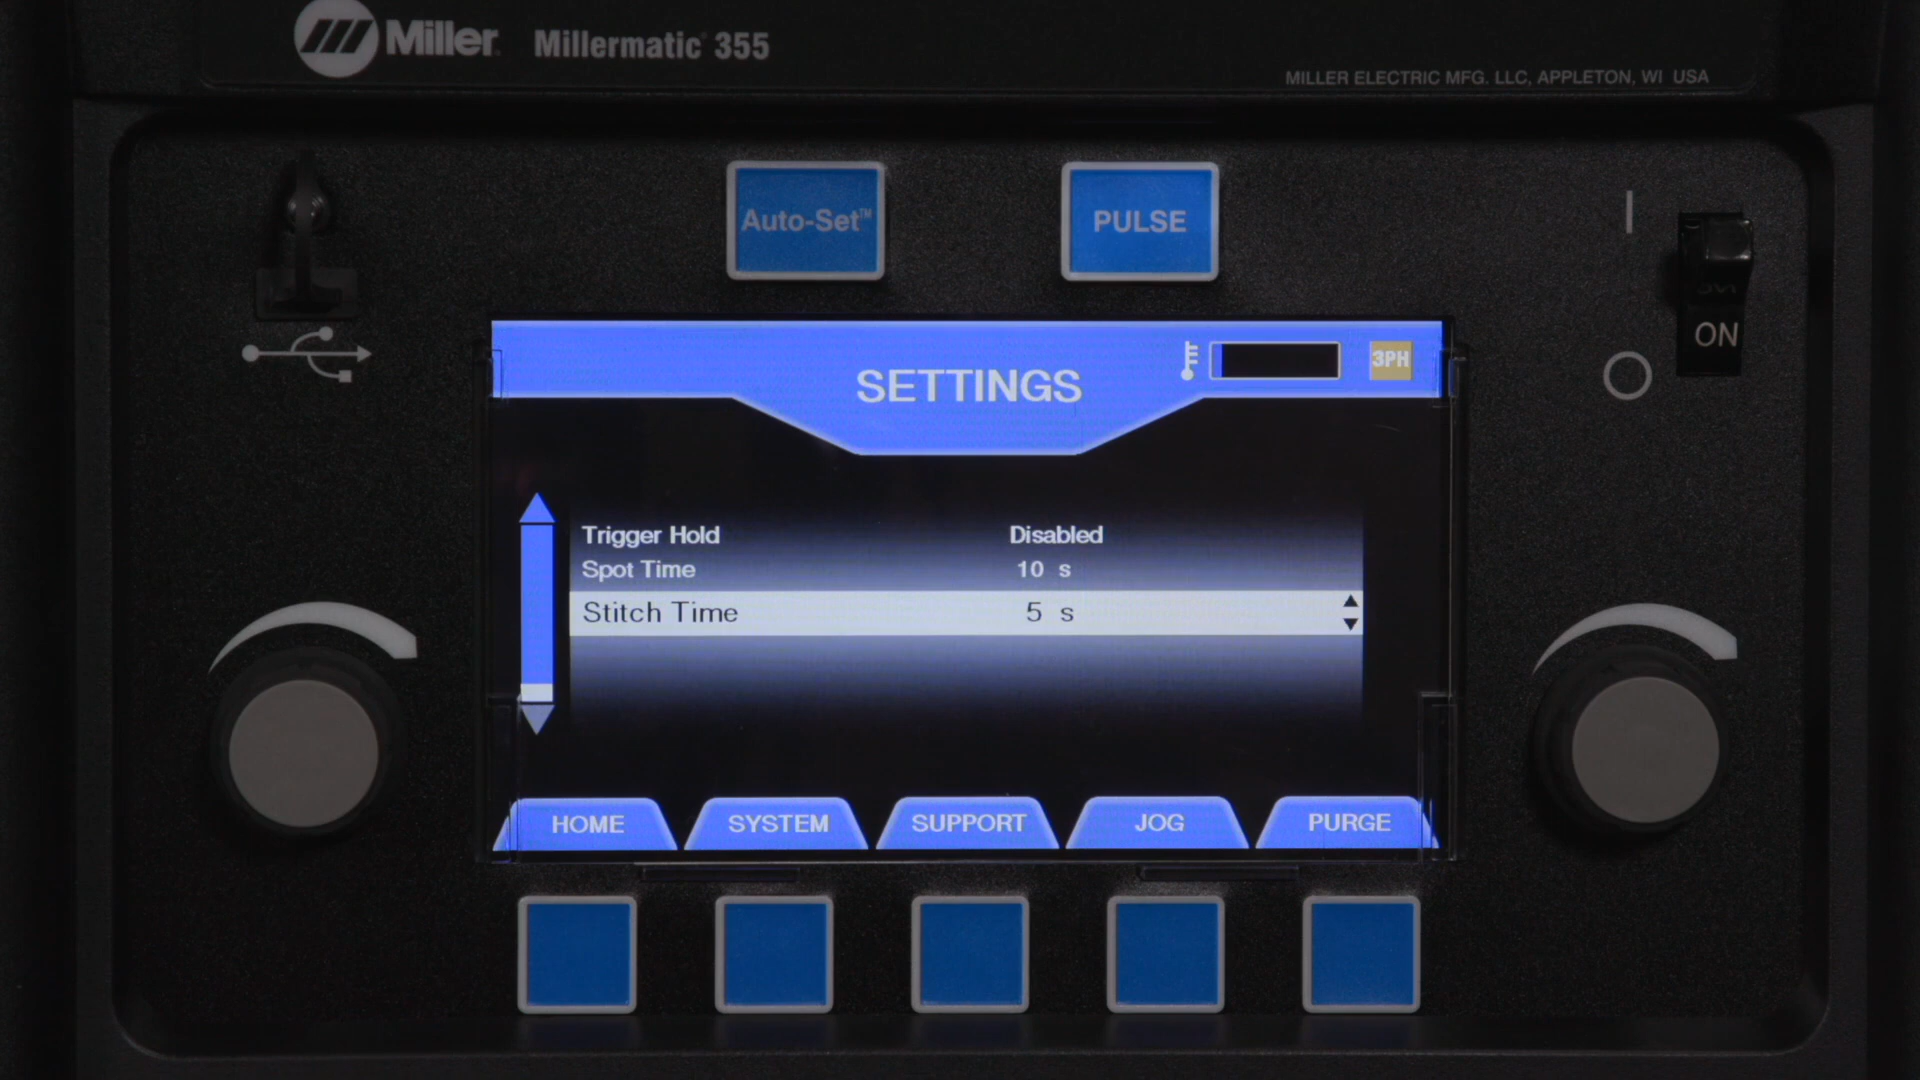 Miller Millermatic 355
MILLER ELECTRIC MFG. LLC, APPLETON, WI USA
Auto-Set™
PULSE
ON
SETTINGS
3PH
Trigger Hold Disabled
Spot Time 10 s
Stitch Time 5 s
HOME SYSTEM SUPPORT JOG PURGE